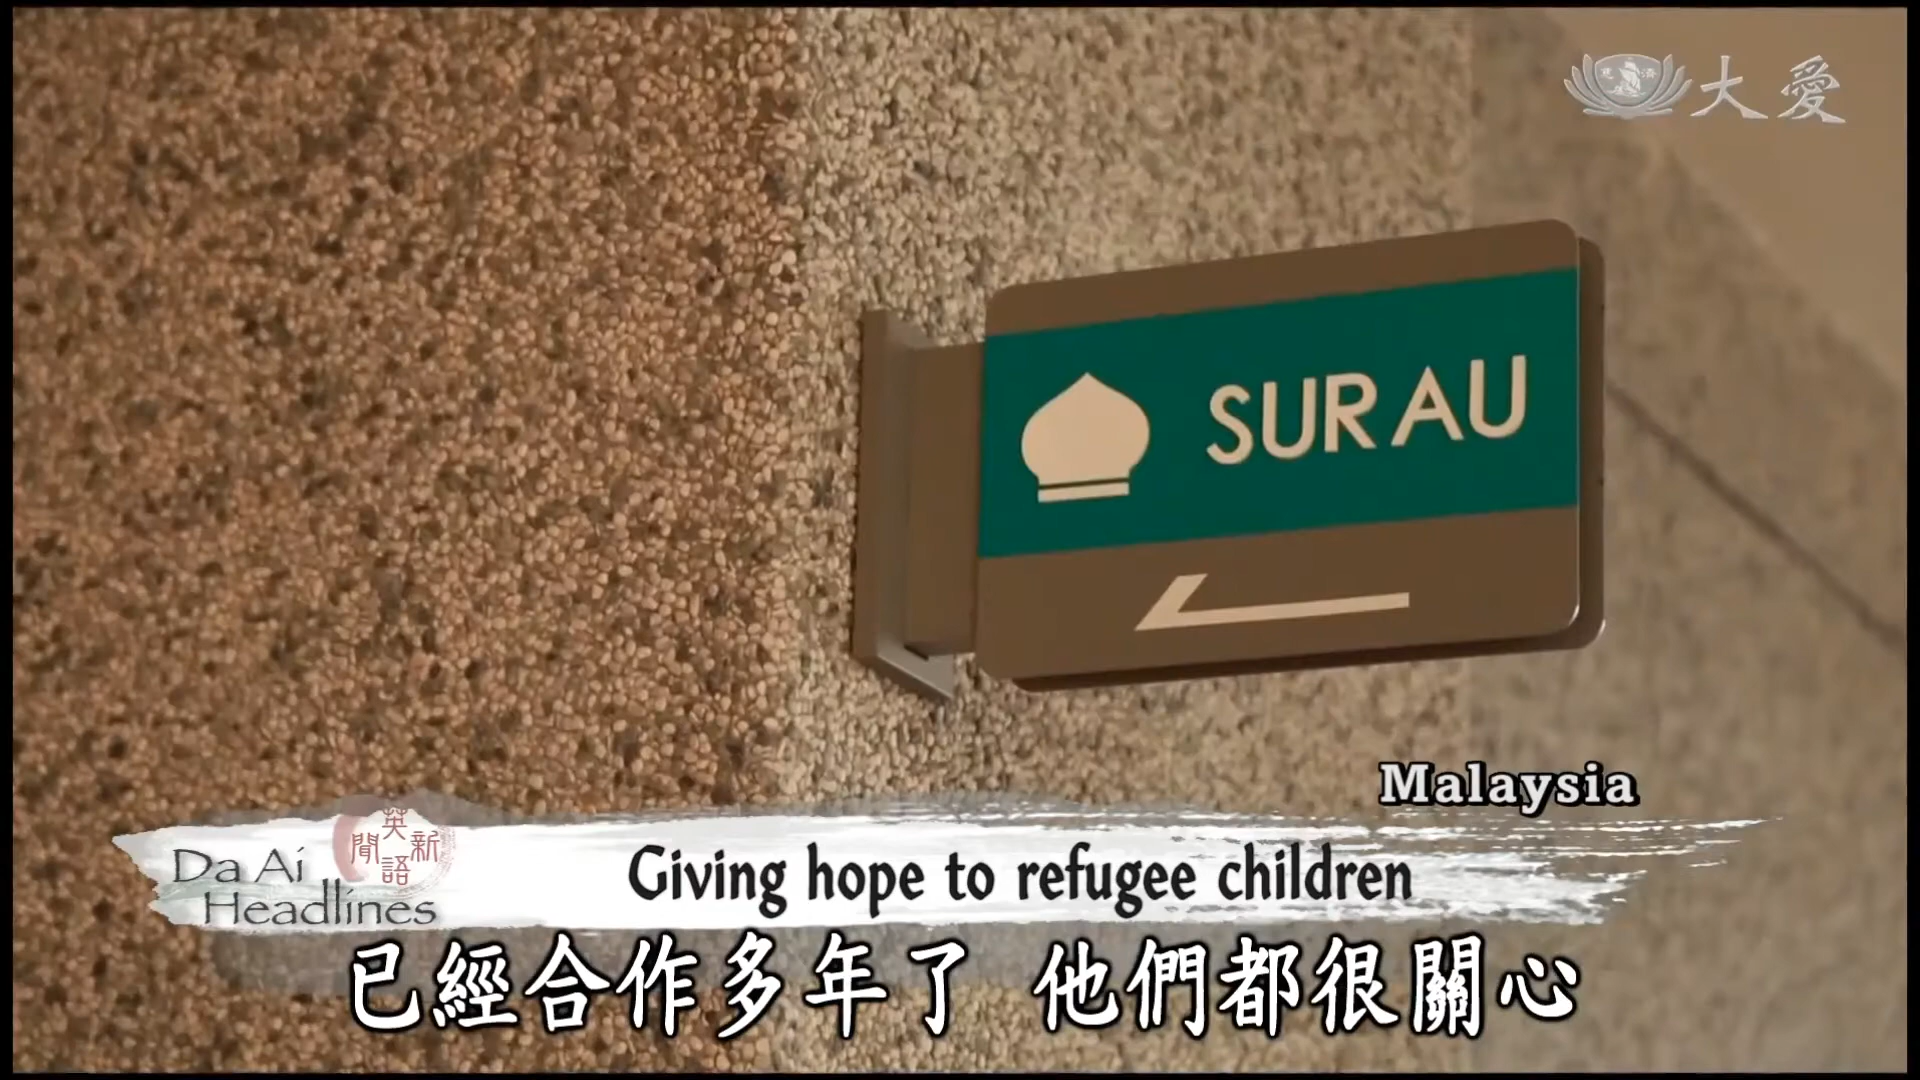 大愛
SURAU
Malaysia
英語新聞
Da Ai
Headlines
Giving hope to refugee children
已經合作多年了 他們都很關心